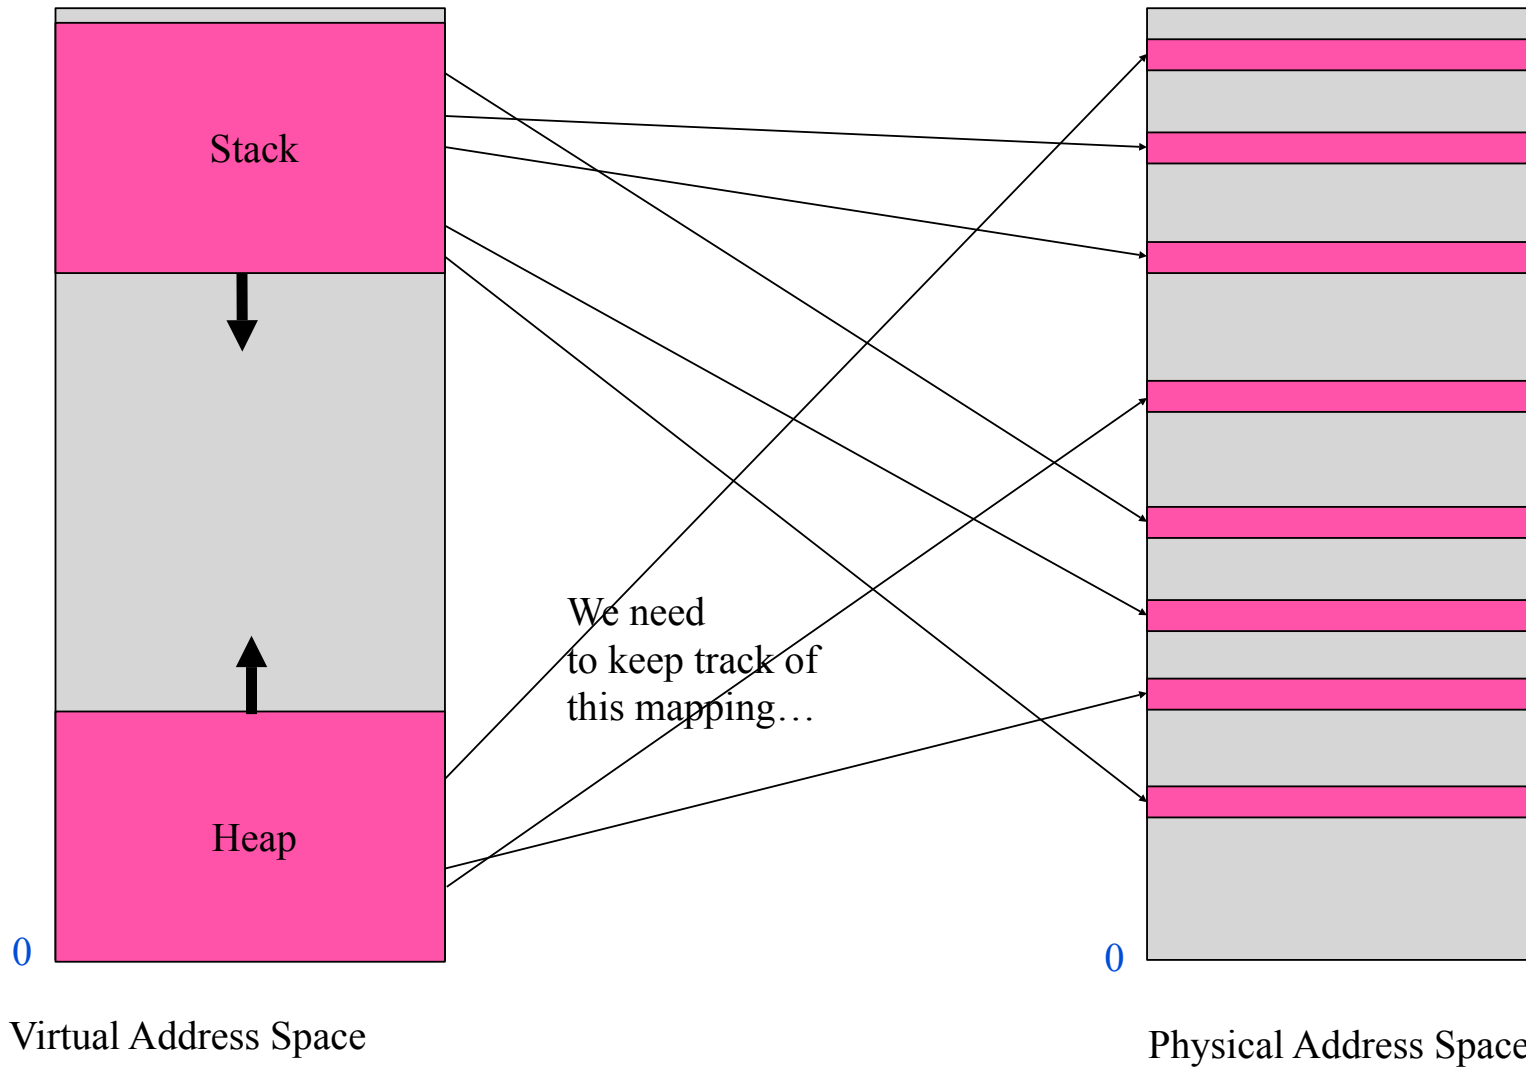 Stack
We need
to keep track of
this mapping…
Heap
0
0
Virtual Address Space
Physical Address Space